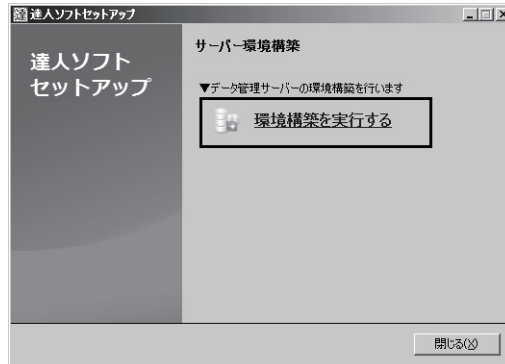 達人ソフトセットアップ
達人ソフト
セットアップ
サーバー環境構築
▼データ管理サーバーの環境構築を行います
環境構築を実行する
閉じる(X)